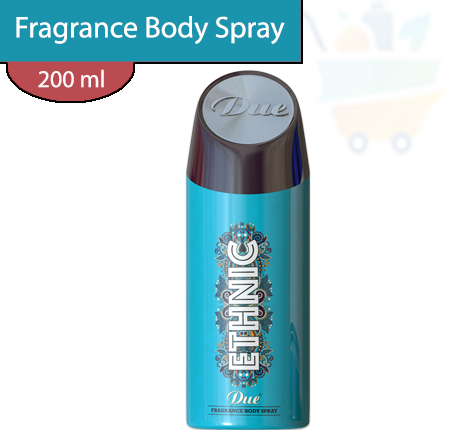 Fragrance Body Spray
200 ml
Due
ETHNIC
Due
FRAGRANCE BODY SPRAY